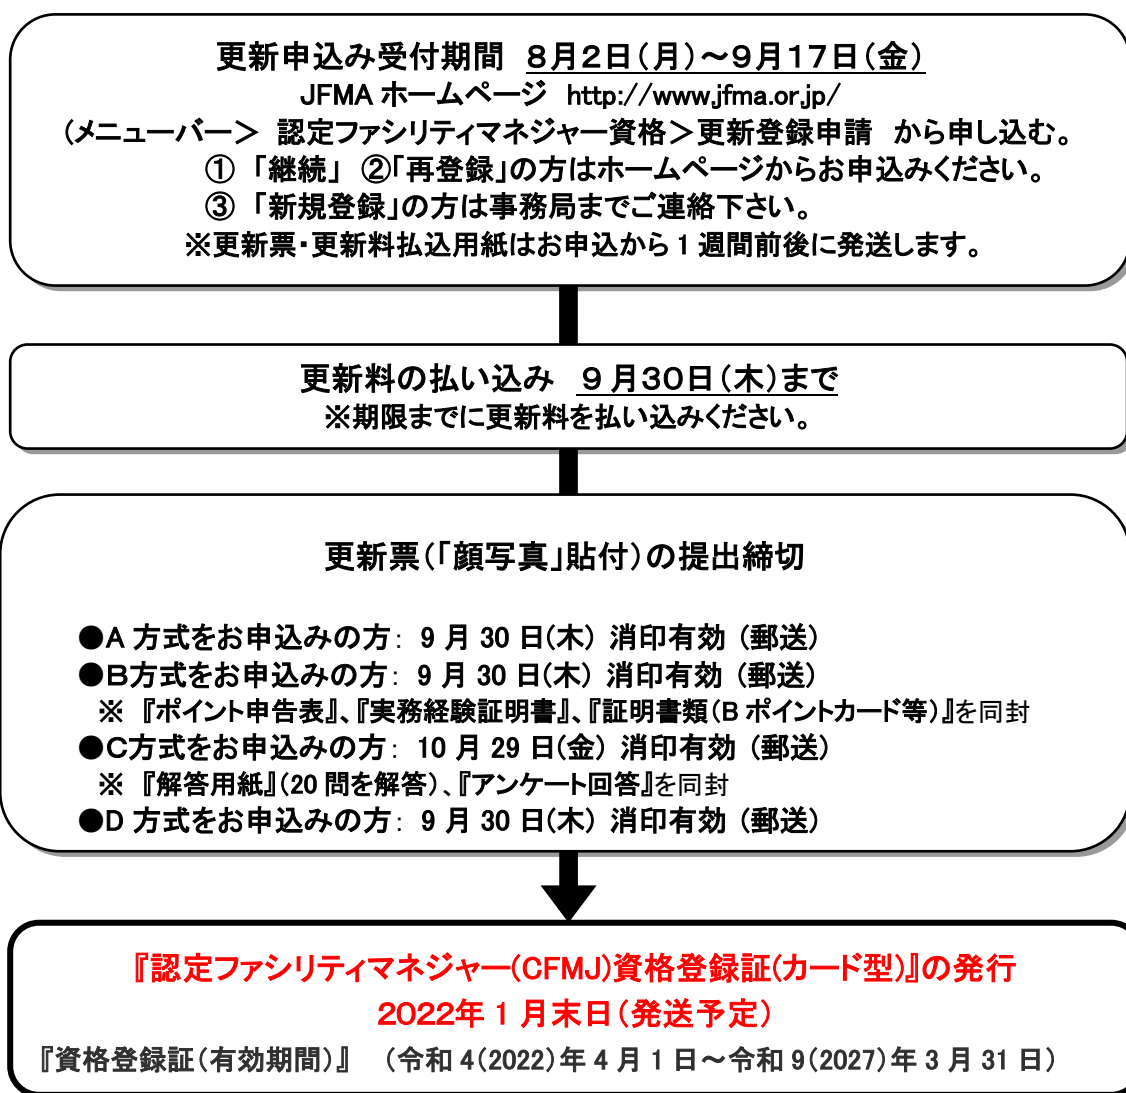 更新申込み受付期間 8月2日(月)～9月17日(金)
JFMA ホームページ http://www.jfma.or.jp/
(メニューバー＞ 認定ファシリティマネジャー資格＞更新登録申請 から申し込む。
① 「継続」 ②「再登録」の方はホームページからお申込みください。
③ 「新規登録」の方は事務局までご連絡下さい。
※更新票・更新料払込用紙はお申込から1週間前後に発送します。
更新料の払い込み 9月30日(木)まで
※期限までに更新料を払い込みください。
更新票(「顔写真」貼付)の提出締切
●A 方式をお申込みの方: 9 月 30 日(木) 消印有効 (郵送)
●B方式をお申込みの方: 9 月 30 日(木) 消印有効 (郵送)
※ 『ポイント申告表』、『実務経験証明書』、『証明書類(B ポイントカード等)』を同封
●C方式をお申込みの方: 10 月 29 日(金) 消印有効 (郵送)
※ 『解答用紙』(20 問を解答)、『アンケート回答』を同封
●D 方式をお申込みの方: 9 月 30 日(木) 消印有効 (郵送)
『認定ファシリティマネジャー(CFMJ)資格登録証(カード型)』の発行
2022年 1 月末日(発送予定)
『資格登録証(有効期間)』 (令和 4(2022)年 4 月 1 日～令和 9(2027)年 3 月 31 日)